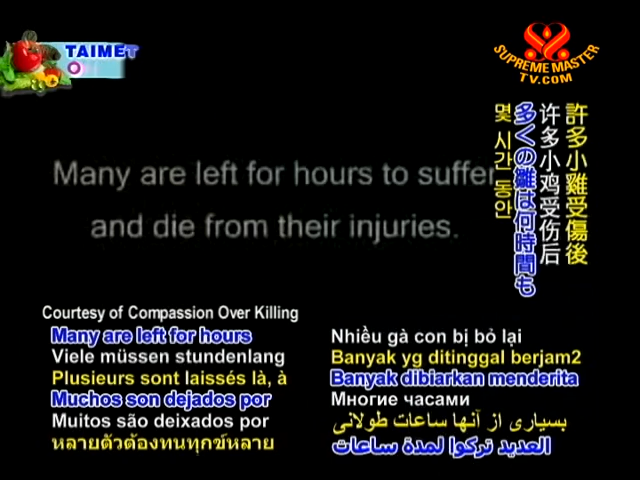 TAIMET
SUPREME MASTER
TV.COM
Many are left for hours to suffer
and die from their injuries.
許多小雞受傷後
许多小鸡受伤后
多くの雛は何時間も
몇 시간 동안
Courtesy of Compassion Over Killing
Many are left for hours
Viele müssen stundenlang
Plusieurs sont laissés là, à
Muchos son dejados por
Muitos são deixados por
หลายตัวต้องทนทุกข์หลาย
Nhiều gà con bị bỏ lại
Banyak yg ditinggal berjam2
Banyak dibiarkan menderita
Многие часами
بسیاری از آنها ساعات طولانی
العديد تركوا لمدة ساعات